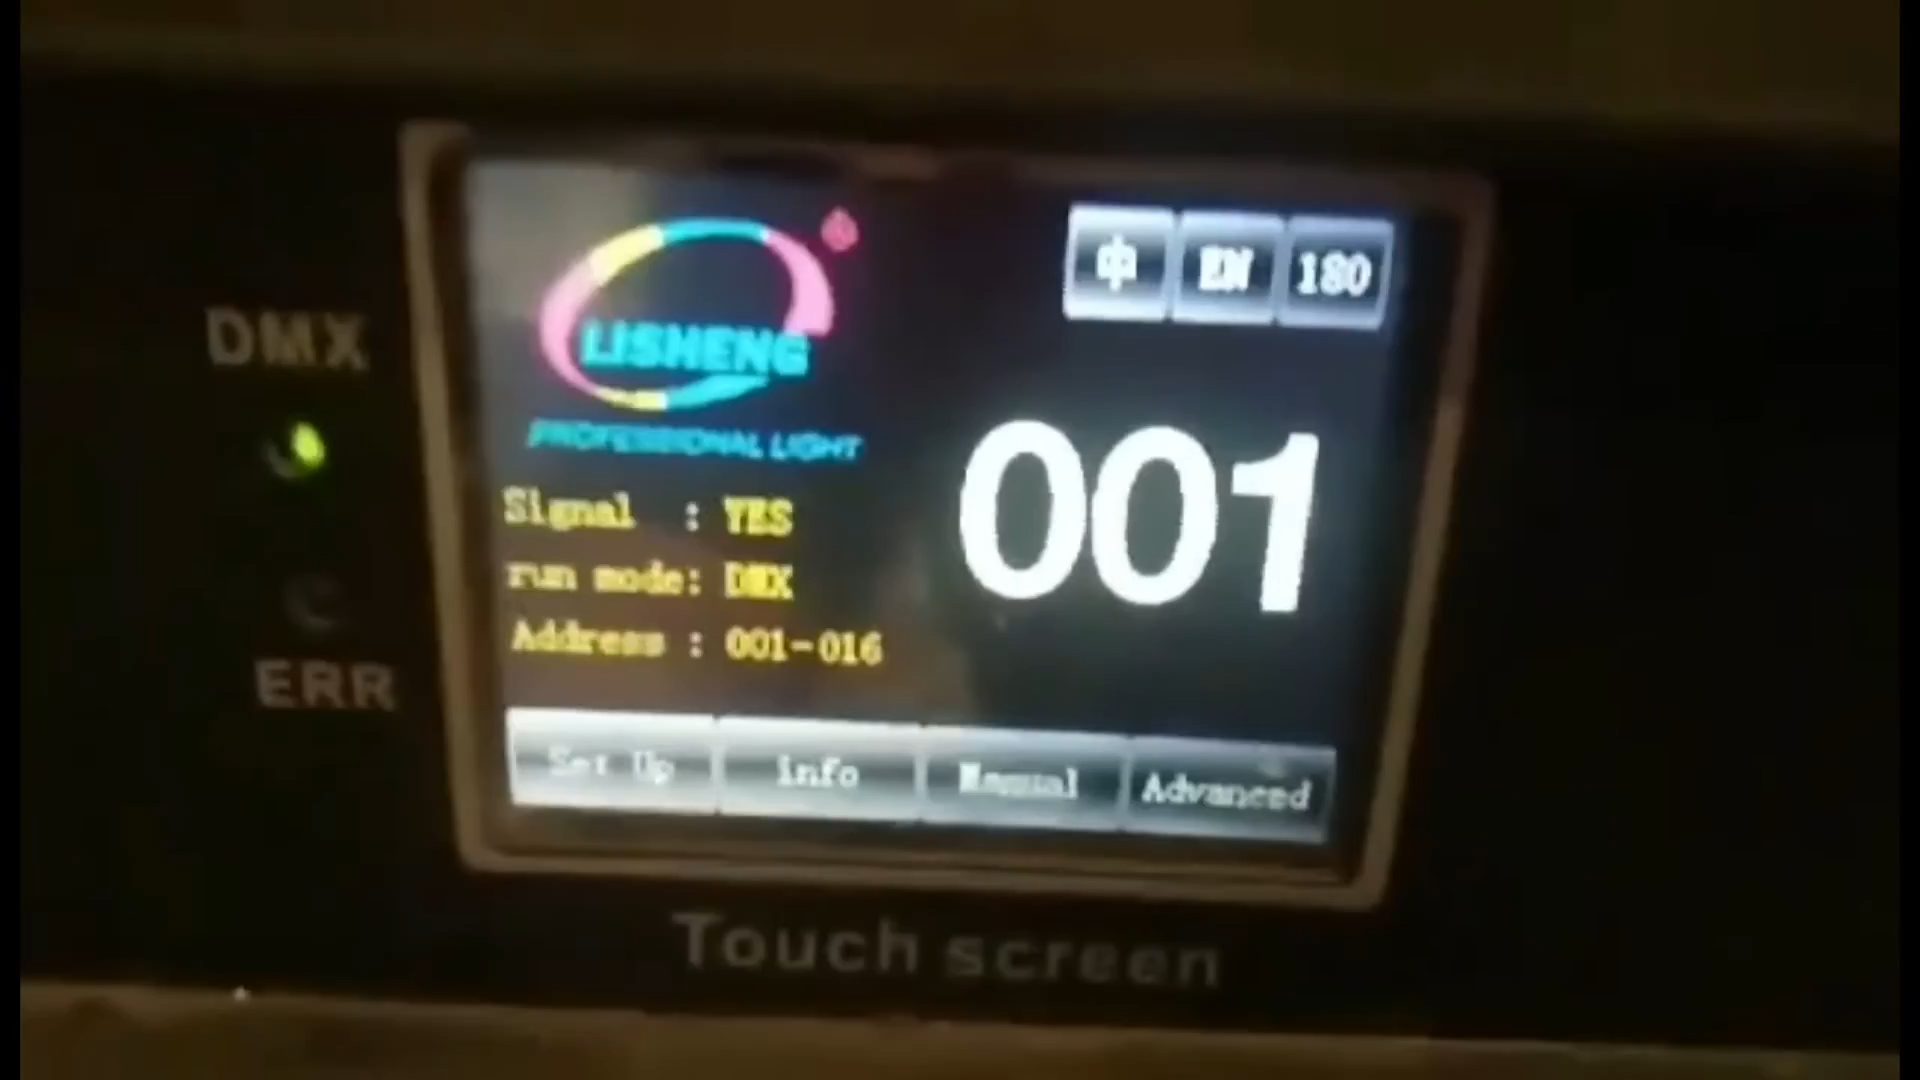 中 EN 180
LISHENG
PROFESSIONAL LIGHT
DMX
001
Signal : YES
run mode: DMX
Address : 001-016
ERR
Set Up info Manual Advanced
Touch screen